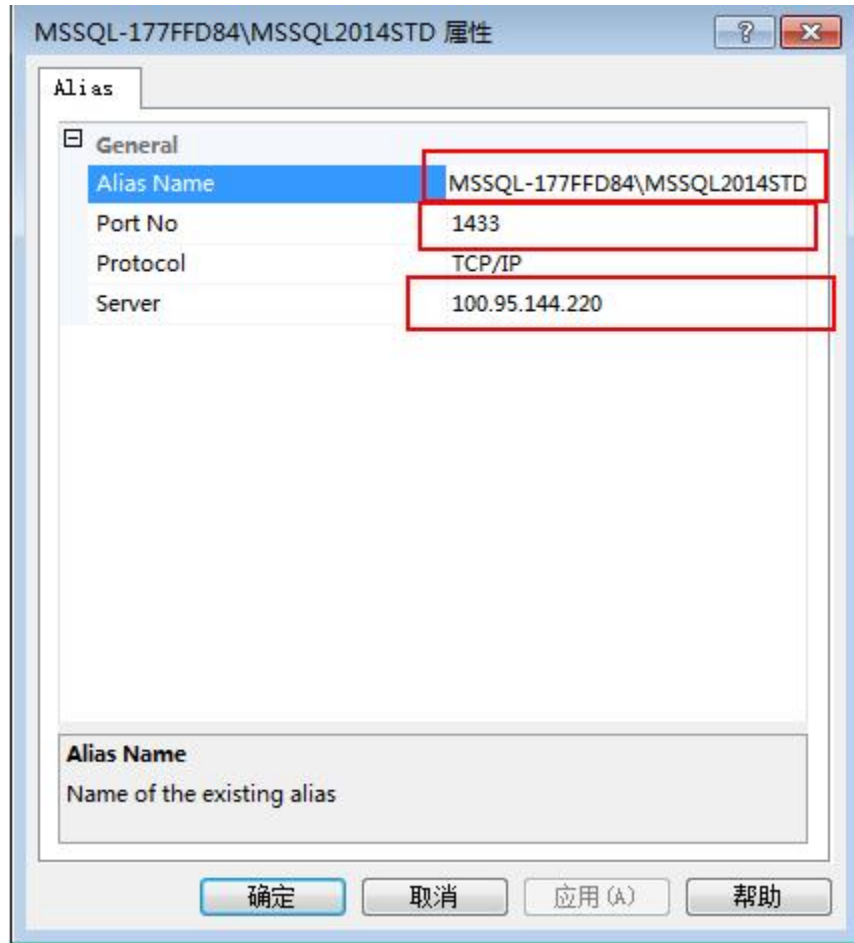 MSSQL-177FFD84\MSSQL2014STD 属性
Alias
General
Alias Name MSSQL-177FFD84\MSSQL2014STD
Port No 1433
Protocol TCP/IP
Server 100.95.144.220
Alias Name
Name of the existing alias
确定 取消 应用(A) 帮助